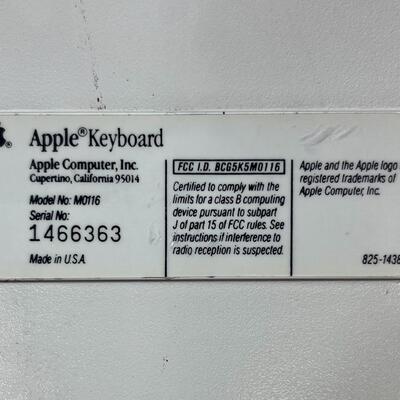 Apple® Keyboard
Apple Computer, Inc.
Cupertino, California 95014
Model No: M0116
Serial No:
1466363
Made in U.S.A.
FCC I.D. BCG5K5M0116
Certified to comply with the
limits for a class B computing
device pursuant to subpart
J of part 15 of FCC rules. See
instructions if interference to
radio reception is suspected.
Apple and the Apple logo
registered trademarks of
Apple Computer, Inc.
825-1438